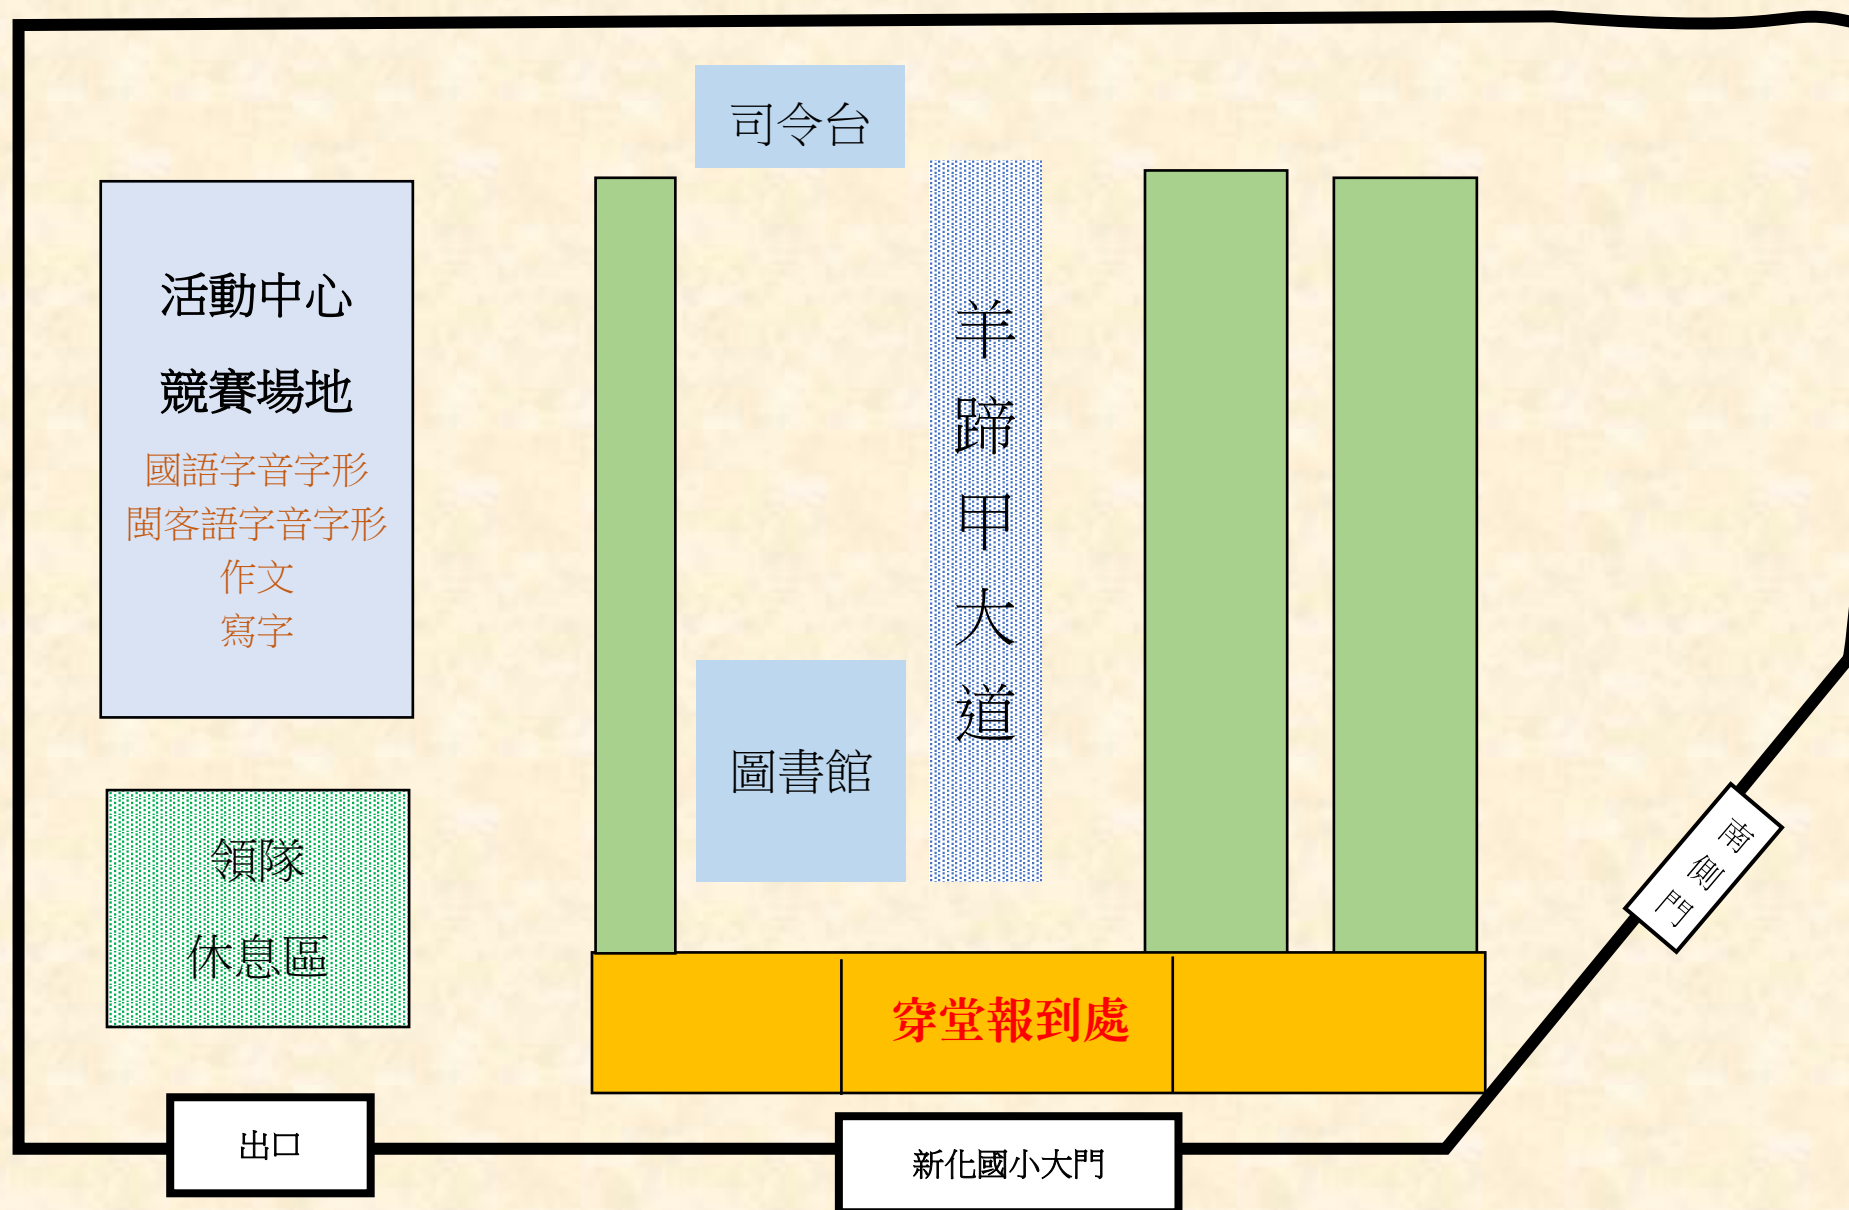 司令台
活動中心
競賽場地
國語字音字形
閩客語字音字形
作文
寫字
羊蹄甲大道
圖書館
領隊
休息區
南側門
穿堂報到處
出口
新化國小大門